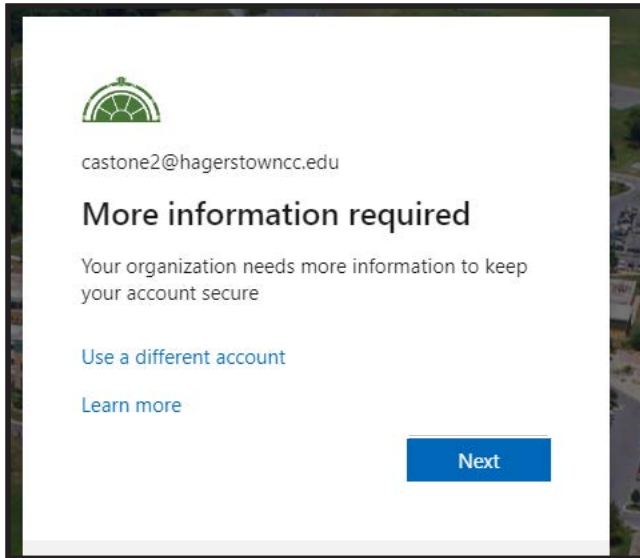 castone2@hagerstowncc.edu
More information required
Your organization needs more information to keep
your account secure
Use a different account
Learn more
Next